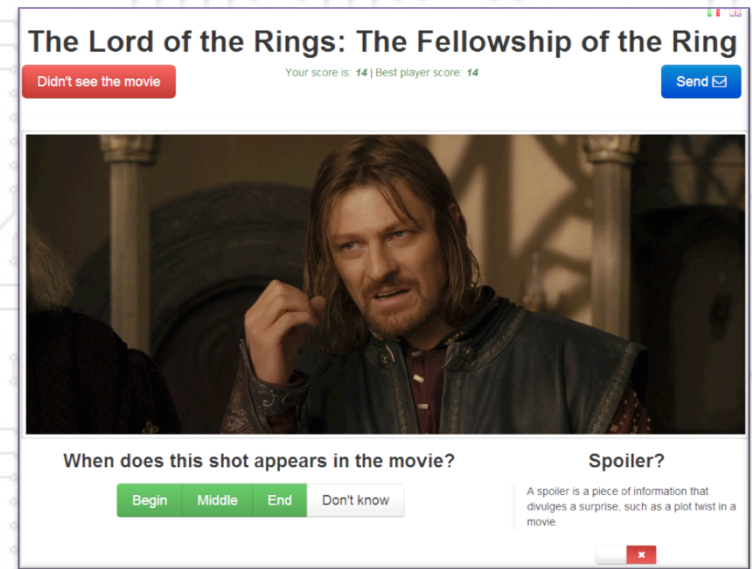 The Lord of the Rings: The Fellowship of the Ring
Didn't see the movie
Your score is: 14 | Best player score: 14
Send
When does this shot appears in the movie?
Begin Middle End Don't know
Spoiler?
A spoiler is a piece of information that
divulges a surprise, such as a plot twist in a
movie.